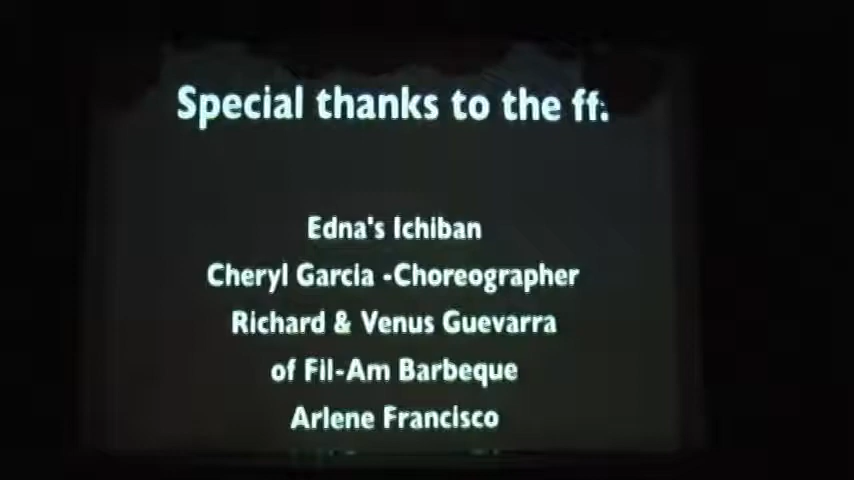 Special thanks to the ff:
Edna's Ichiban
Cheryl Garcia -Choreographer
Richard & Venus Guevarra
of Fil-Am Barbeque
Arlene Francisco